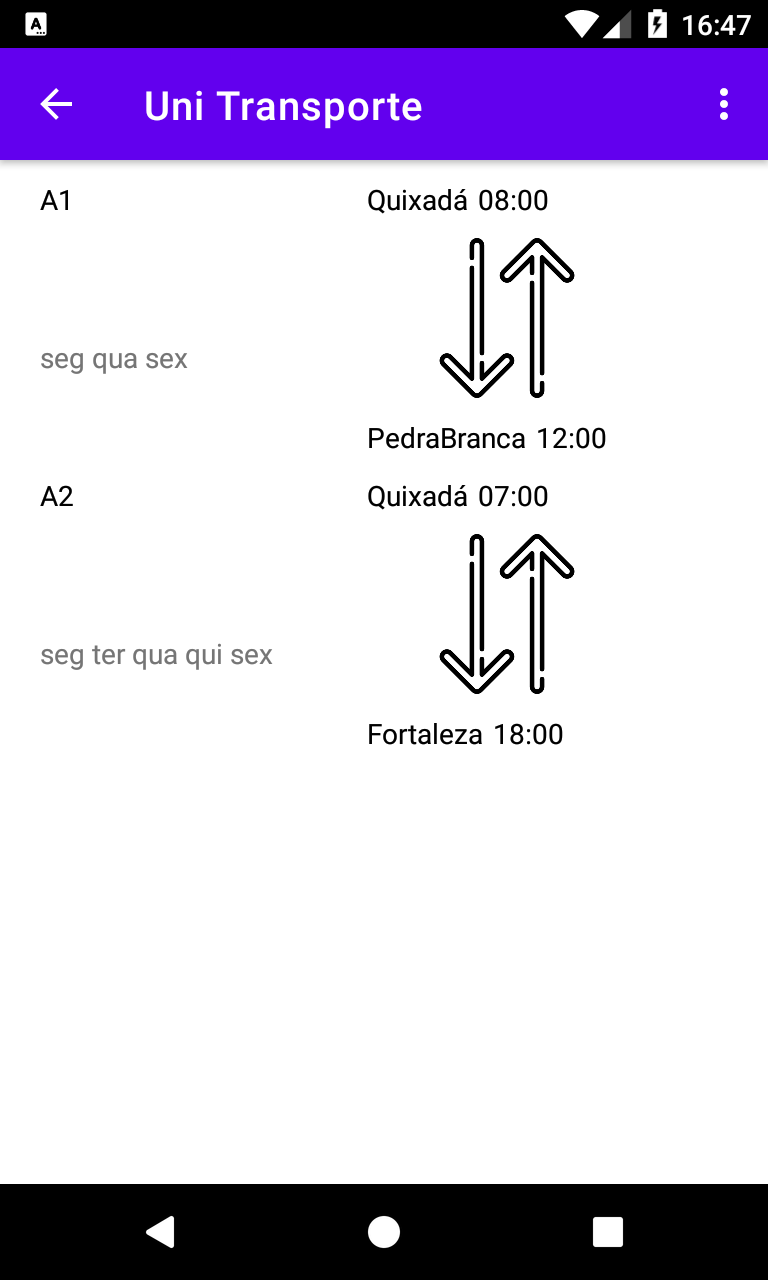 16:47
Uni Transporte
A1
Quixadá 08:00
seg qua sex
PedraBranca 12:00
A2
Quixadá 07:00
seg ter qua qui sex
Fortaleza 18:00